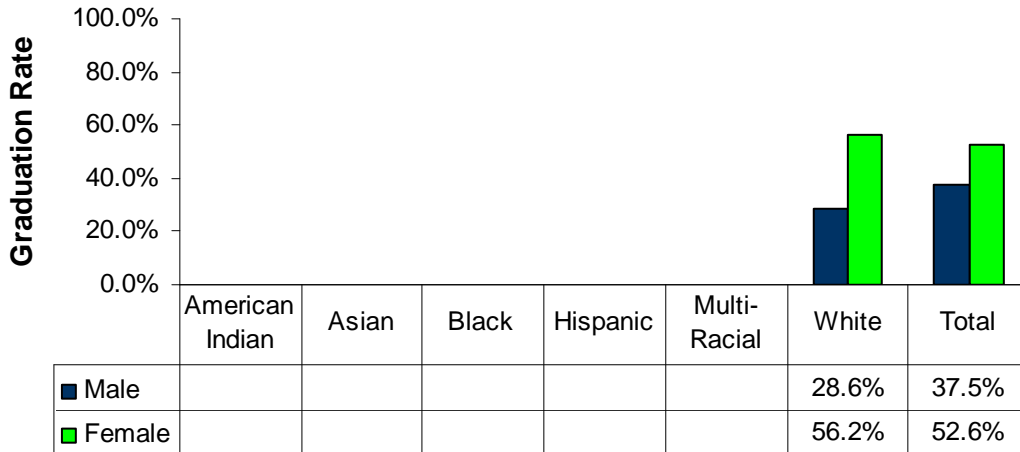 Graduation Rate
100.0%
80.0%
60.0%
40.0%
20.0%
0.0%
American Indian Asian Black Hispanic Multi-Racial White Total
Male 28.6% 37.5%
Female 56.2% 52.6%